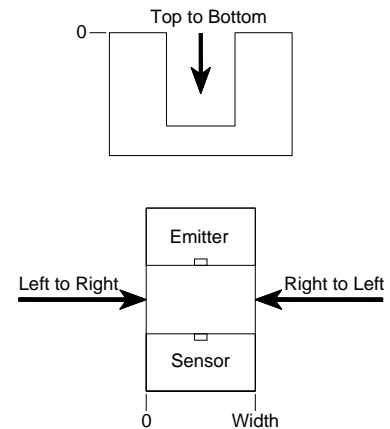 Top to Bottom
0
Emitter
Left to Right
Right to Left
Sensor
0
Width